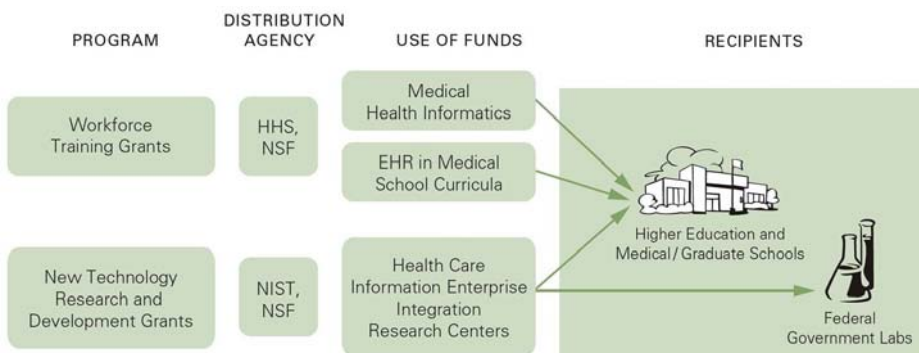 PROGRAM
DISTRIBUTION
AGENCY
USE OF FUNDS
RECIPIENTS
Workforce
Training Grants
HHS,
NSF
Medical
Health Informatics
EHR in Medical
School Curricula
Higher Education and
Medical/Graduate Schools
New Technology
Research and
Development Grants
NIST,
NSF
Health Care
Information Enterprise
Integration
Research Centers
Federal
Government Labs